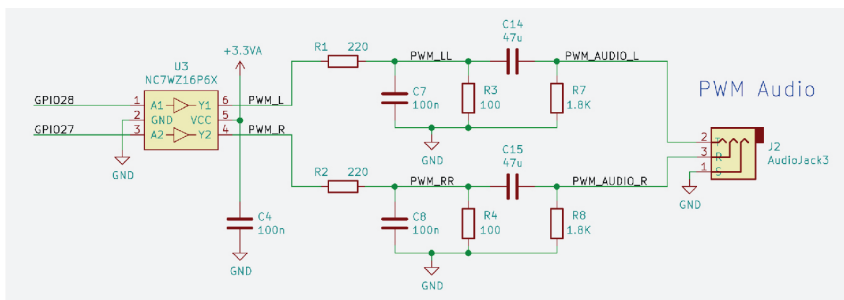 U3
NC7WZ16P6X
+3.3VA
R1 220
PWM_LL
C14
47u
PWM_AUDIO_L
GPIO28
1 A1 Y1 6
PWM_L
2 GND VCC 5
GPIO27
3 A2 Y2 4
PWM_R
GND
C7
100n
R3
100
R7
1.8K
GND
PWM Audio
2 T
3 R
1 S
J2
AudioJack3
GND
C15
47u
R2 220
PWM_RR
PWM_AUDIO_R
C4
100n
GND
C8
100n
R4
100
R8
1.8K
GND